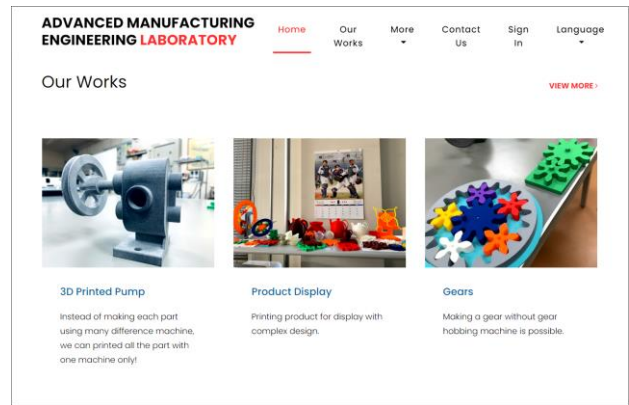 ADVANCED MANUFACTURING
ENGINEERING LABORATORY
Home
Our
Works
More
Contact
Us
Sign
In
Language
Our Works
VIEW MORE ›
3D Printed Pump
Instead of making each part
using many difference machine,
we can printed all the part with
one machine only!
Product Display
Printing product for display with
complex design.
Gears
Making a gear without gear
hobbing machine is possible.